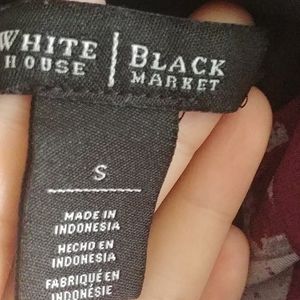 WHITE HOUSE | BLACK MARKET
S
MADE IN
INDONESIA
HECHO EN
INDONESIA
FABRIQUÉ EN
INDONÉSIE